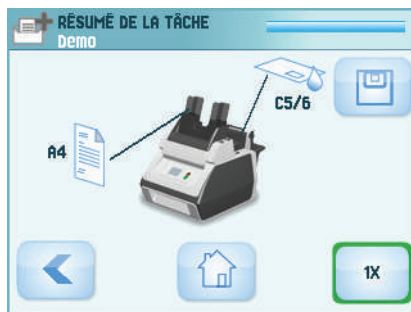 RÉSUMÉ DE LA TÂCHE
Demo
C5/6
A4
1X